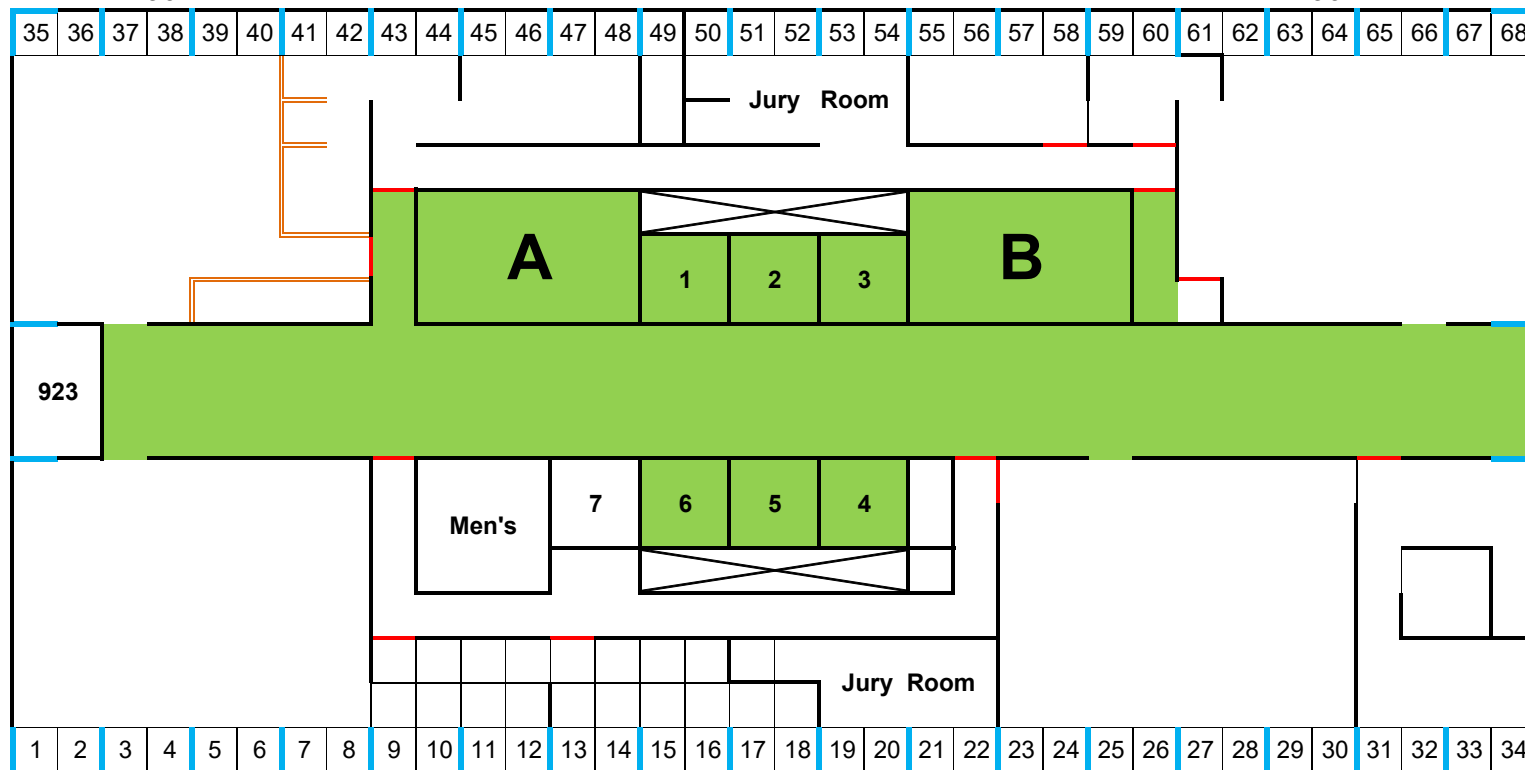 35 36 37 38 39 40 41 42 43 44 45 46 47 48 49 50 51 52 53 54 55 56 57 58 59 60 61 62 63 64 65 66 67 68
Jury Room
A
B
1 2 3
923
7 6 5 4
Men's
Jury Room
1 2 3 4 5 6 7 8 9 10 11 12 13 14 15 16 17 18 19 20 21 22 23 24 25 26 27 28 29 30 31 32 33 34